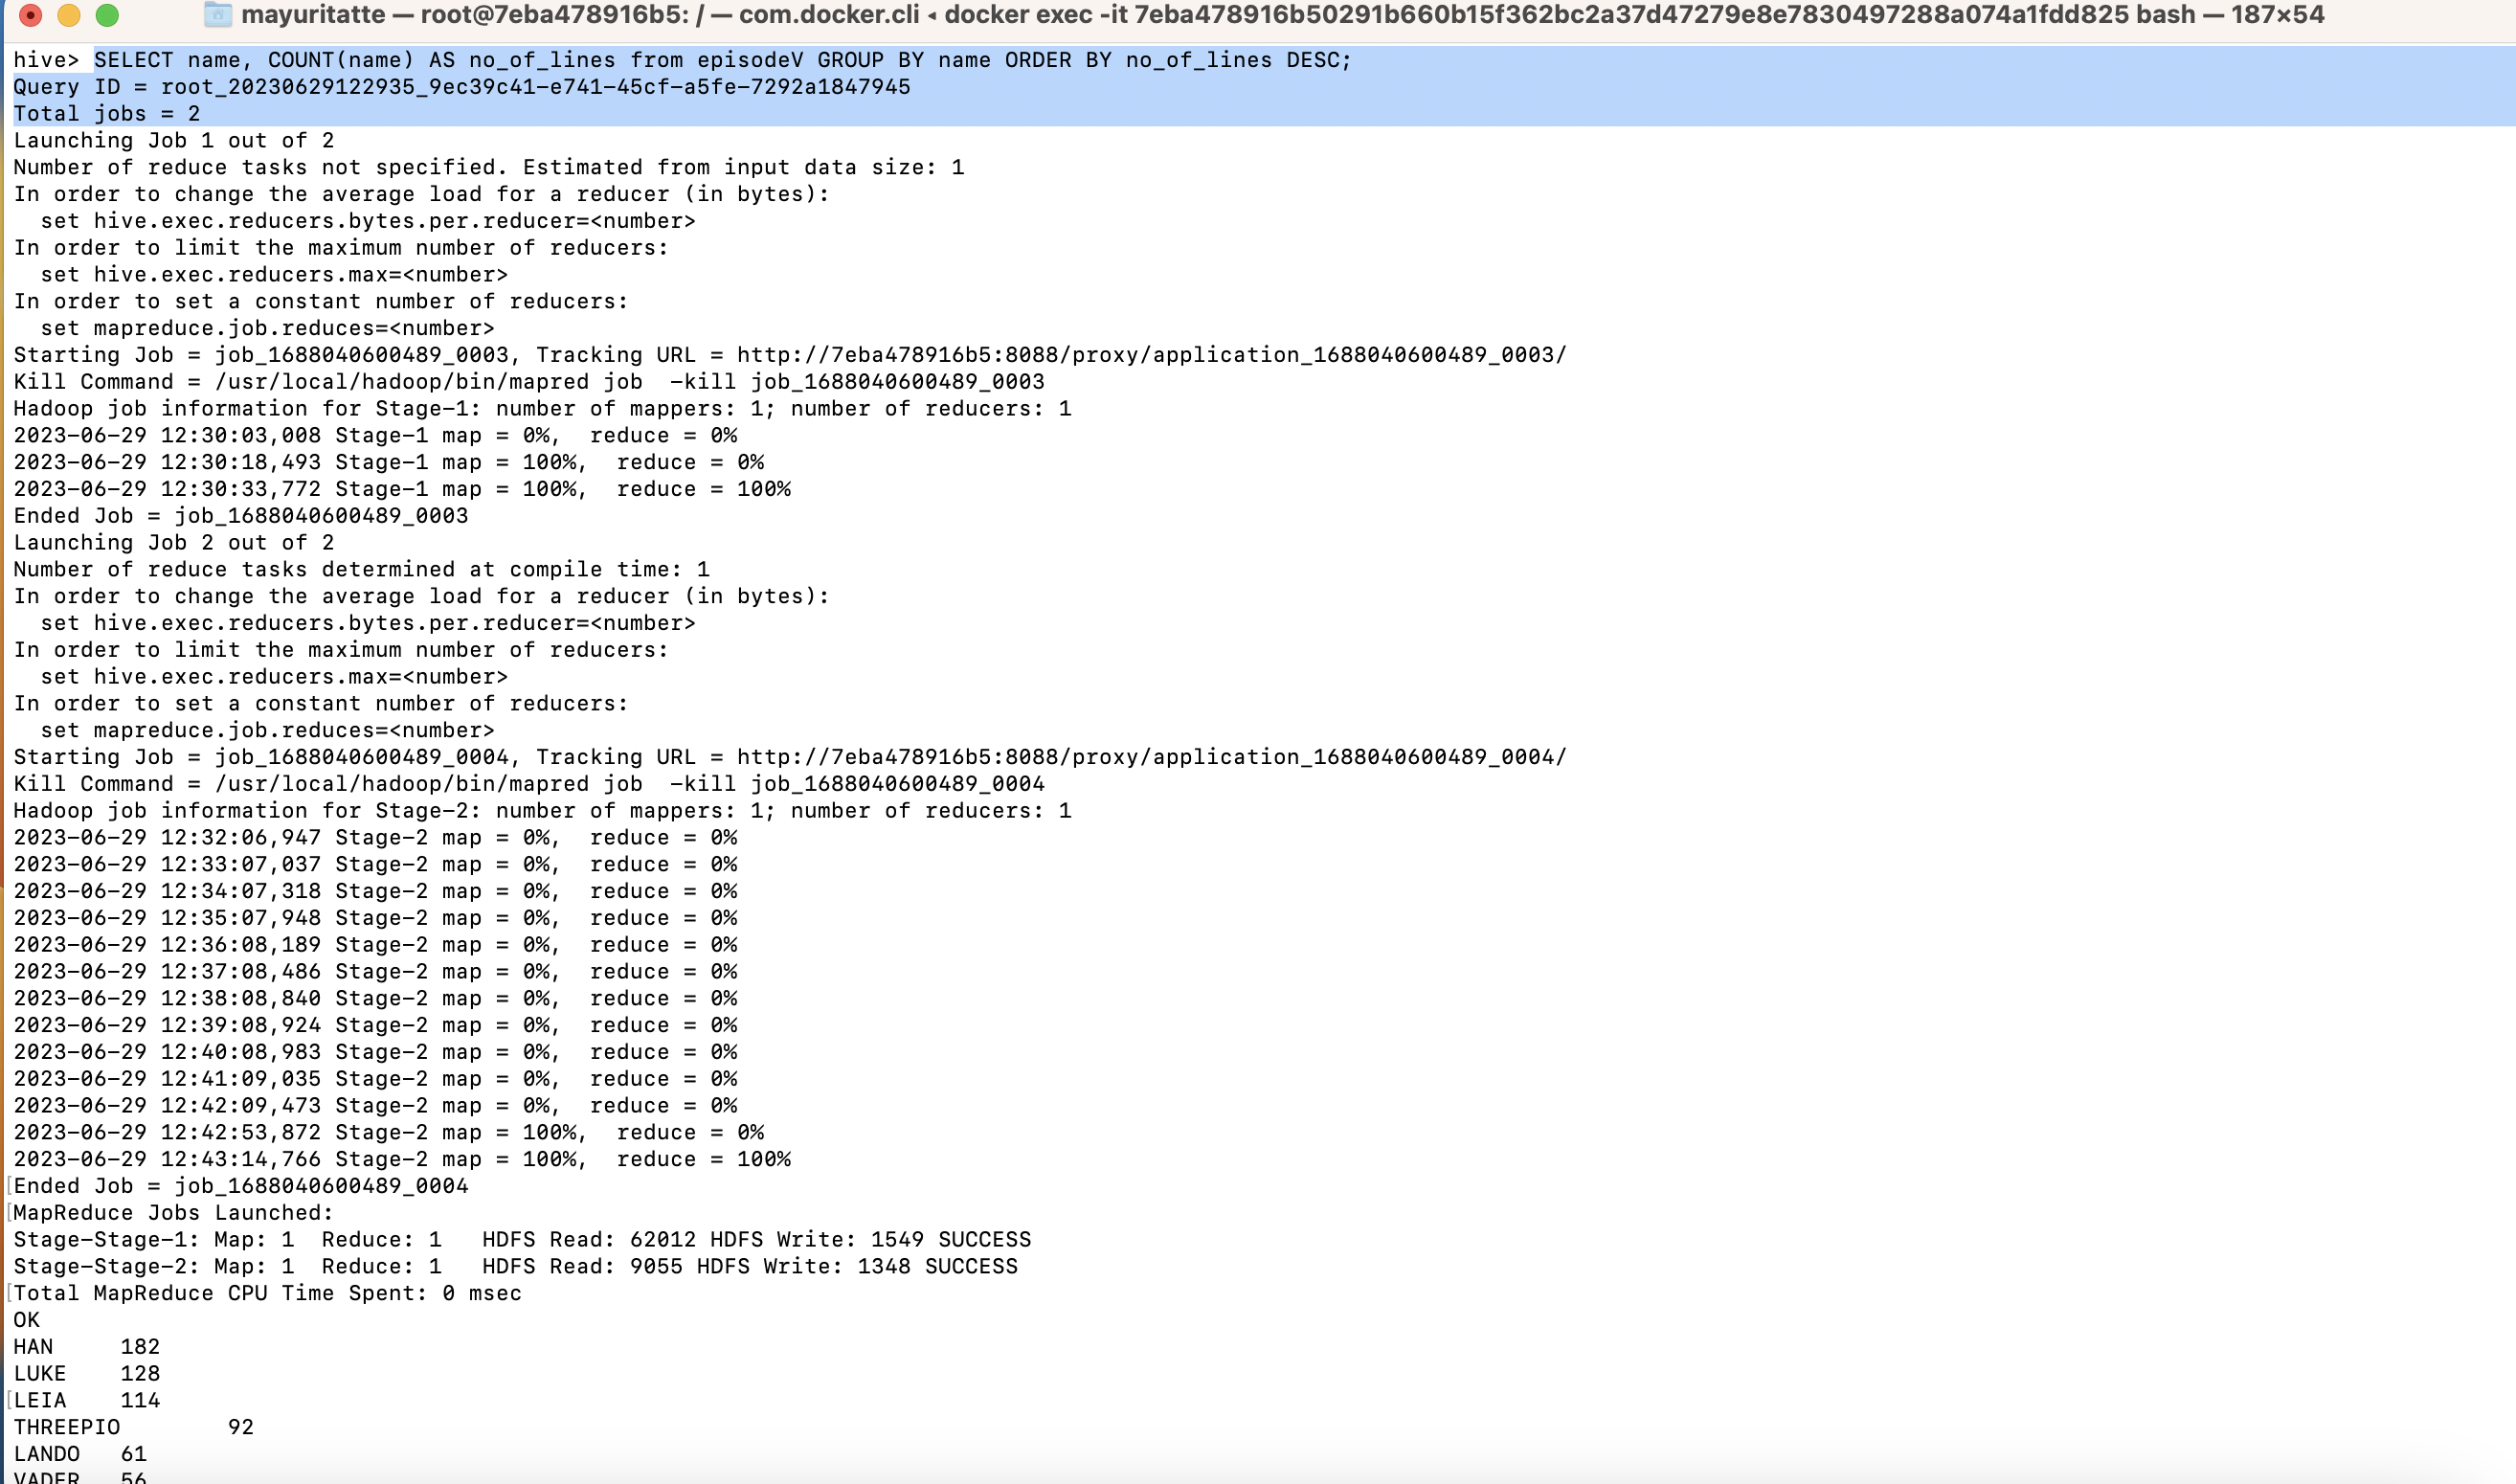 mayuritatte — root@7eba478916b5: / — com.docker.cli ◂ docker exec -it 7eba478916b50291b660b15f362bc2a37d47279e8e7830497288a074a1fdd825 bash — 187×54
hive> SELECT name, COUNT(name) AS no_of_lines from episodeV GROUP BY name ORDER BY no_of_lines DESC;
Query ID = root_20230629122935_9ec39c41-e741-45cf-a5fe-7292a1847945
Total jobs = 2
Launching Job 1 out of 2
Number of reduce tasks not specified. Estimated from input data size: 1
In order to change the average load for a reducer (in bytes):
  set hive.exec.reducers.bytes.per.reducer=<number>
In order to limit the maximum number of reducers:
  set hive.exec.reducers.max=<number>
In order to set a constant number of reducers:
  set mapreduce.job.reduces=<number>
Starting Job = job_1688040600489_0003, Tracking URL = http://7eba478916b5:8088/proxy/application_1688040600489_0003/
Kill Command = /usr/local/hadoop/bin/mapred job  -kill job_1688040600489_0003
Hadoop job information for Stage-1: number of mappers: 1; number of reducers: 1
2023-06-29 12:30:03,008 Stage-1 map = 0%,  reduce = 0%
2023-06-29 12:30:18,493 Stage-1 map = 100%,  reduce = 0%
2023-06-29 12:30:33,772 Stage-1 map = 100%,  reduce = 100%
Ended Job = job_1688040600489_0003
Launching Job 2 out of 2
Number of reduce tasks determined at compile time: 1
In order to change the average load for a reducer (in bytes):
  set hive.exec.reducers.bytes.per.reducer=<number>
In order to limit the maximum number of reducers:
  set hive.exec.reducers.max=<number>
In order to set a constant number of reducers:
  set mapreduce.job.reduces=<number>
Starting Job = job_1688040600489_0004, Tracking URL = http://7eba478916b5:8088/proxy/application_1688040600489_0004/
Kill Command = /usr/local/hadoop/bin/mapred job  -kill job_1688040600489_0004
Hadoop job information for Stage-2: number of mappers: 1; number of reducers: 1
2023-06-29 12:32:06,947 Stage-2 map = 0%,  reduce = 0%
2023-06-29 12:33:07,037 Stage-2 map = 0%,  reduce = 0%
2023-06-29 12:34:07,318 Stage-2 map = 0%,  reduce = 0%
2023-06-29 12:35:07,948 Stage-2 map = 0%,  reduce = 0%
2023-06-29 12:36:08,189 Stage-2 map = 0%,  reduce = 0%
2023-06-29 12:37:08,486 Stage-2 map = 0%,  reduce = 0%
2023-06-29 12:38:08,840 Stage-2 map = 0%,  reduce = 0%
2023-06-29 12:39:08,924 Stage-2 map = 0%,  reduce = 0%
2023-06-29 12:40:08,983 Stage-2 map = 0%,  reduce = 0%
2023-06-29 12:41:09,035 Stage-2 map = 0%,  reduce = 0%
2023-06-29 12:42:09,473 Stage-2 map = 0%,  reduce = 0%
2023-06-29 12:42:53,872 Stage-2 map = 100%,  reduce = 0%
2023-06-29 12:43:14,766 Stage-2 map = 100%,  reduce = 100%
[Ended Job = job_1688040600489_0004
[MapReduce Jobs Launched:
Stage-Stage-1: Map: 1  Reduce: 1   HDFS Read: 62012 HDFS Write: 1549 SUCCESS
Stage-Stage-2: Map: 1  Reduce: 1   HDFS Read: 9055 HDFS Write: 1348 SUCCESS
[Total MapReduce CPU Time Spent: 0 msec
OK
HAN     182
LUKE    128
[LEIA    114
THREEPIO        92
LANDO   61
VADER   56